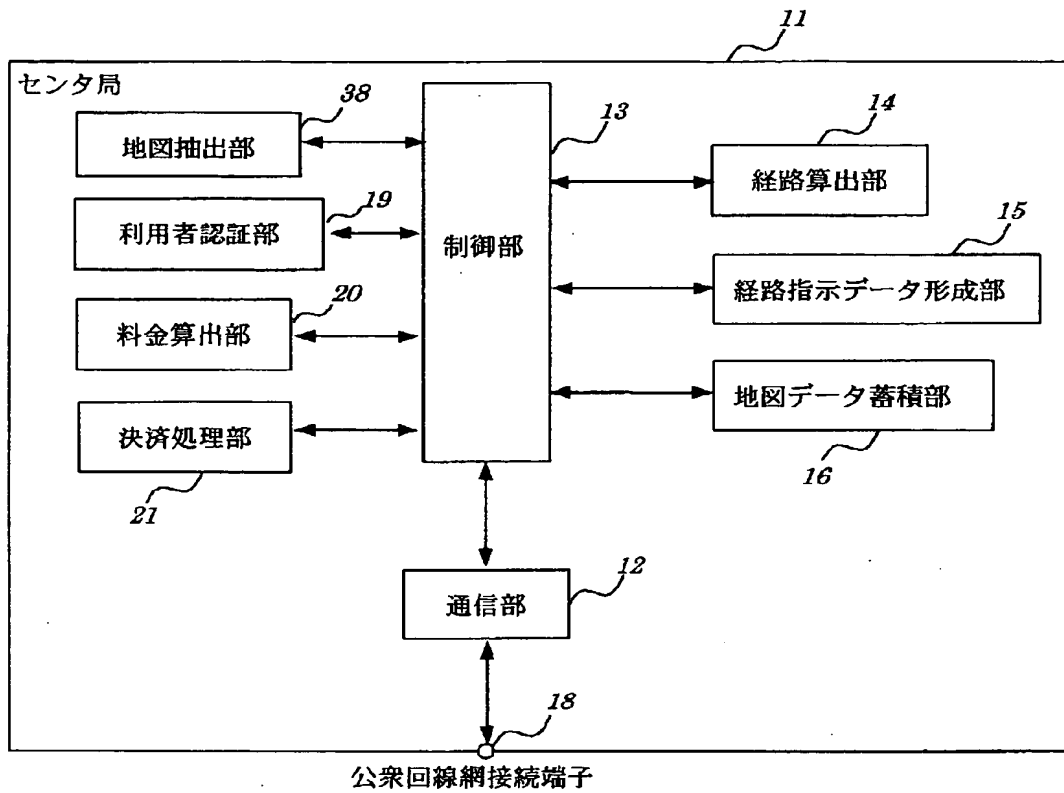 11
センタ局
38
地図抽出部
13
14
経路算出部
19
利用者認証部
制御部
15
経路指示データ形成部
20
料金算出部
地図データ蓄積部
16
決済処理部
21
12
通信部
18
公衆回線網接続端子